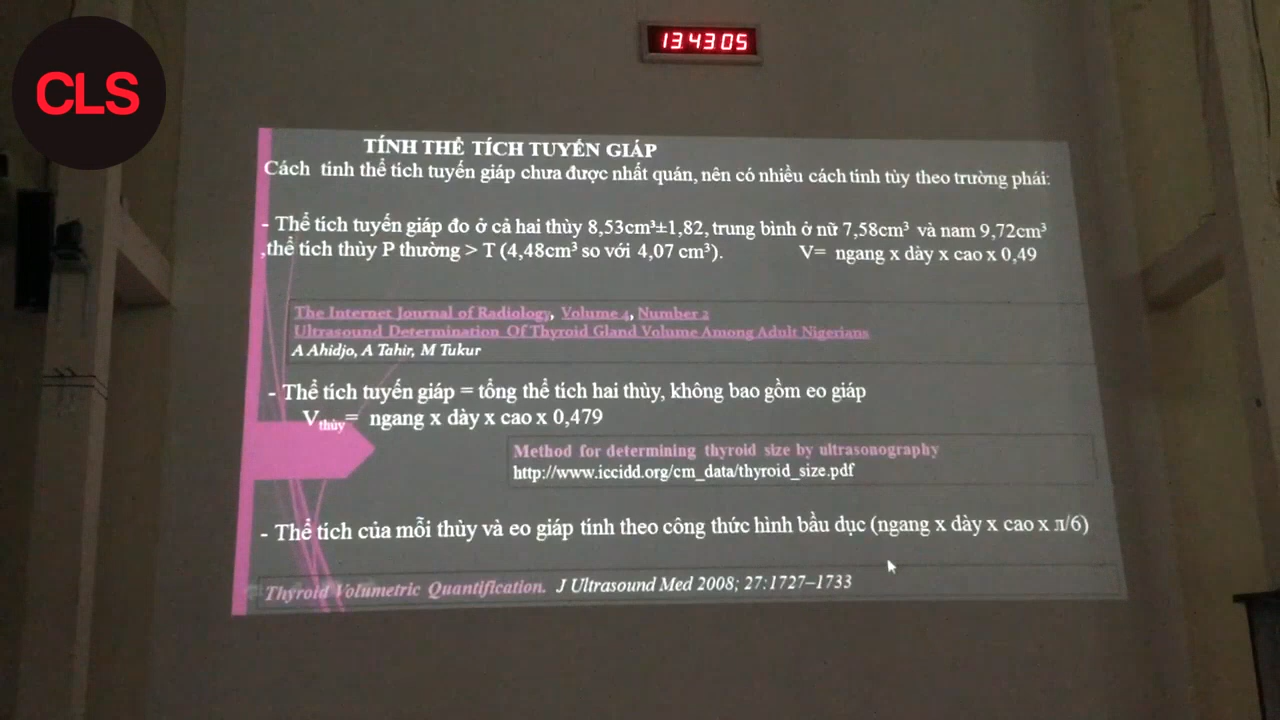 CLS
13.43.05
TÍNH THỂ TÍCH TUYẾN GIÁP
Cách tinh thể tích tuyến giáp chưa được nhất quán, nên có nhiều cách tinh tùy theo trường phái:
- Thể tích tuyến giáp đo ở cả hai thùy 8,53cm³±1,82, trung bình ở nữ 7,58cm³ và nam 9,72cm³
,thể tích thùy P thường > T (4,48cm³ so với 4,07 cm³). V= ngang x dày x cao x 0,49
The Internet Journal of Radiology, Volume 4, Number 2
Ultrasound Determination Of Thyroid Gland Volume Among Adult Nigerians
A Ahidjo, A Tahir, M Tukur
- Thể tích tuyến giáp = tổng thể tích hai thùy, không bao gồm eo giáp
Vthùy= ngang x dày x cao x 0,479
Method for determining thyroid size by ultrasonography
http://www.iccidd.org/cm_data/thyroid_size.pdf
- Thể tích của mỗi thùy và eo giáp tính theo công thức hình bầu dục (ngang x dày x cao x л/6)
Thyroid Volumetric Quantification. J Ultrasound Med 2008; 27:1727–1733